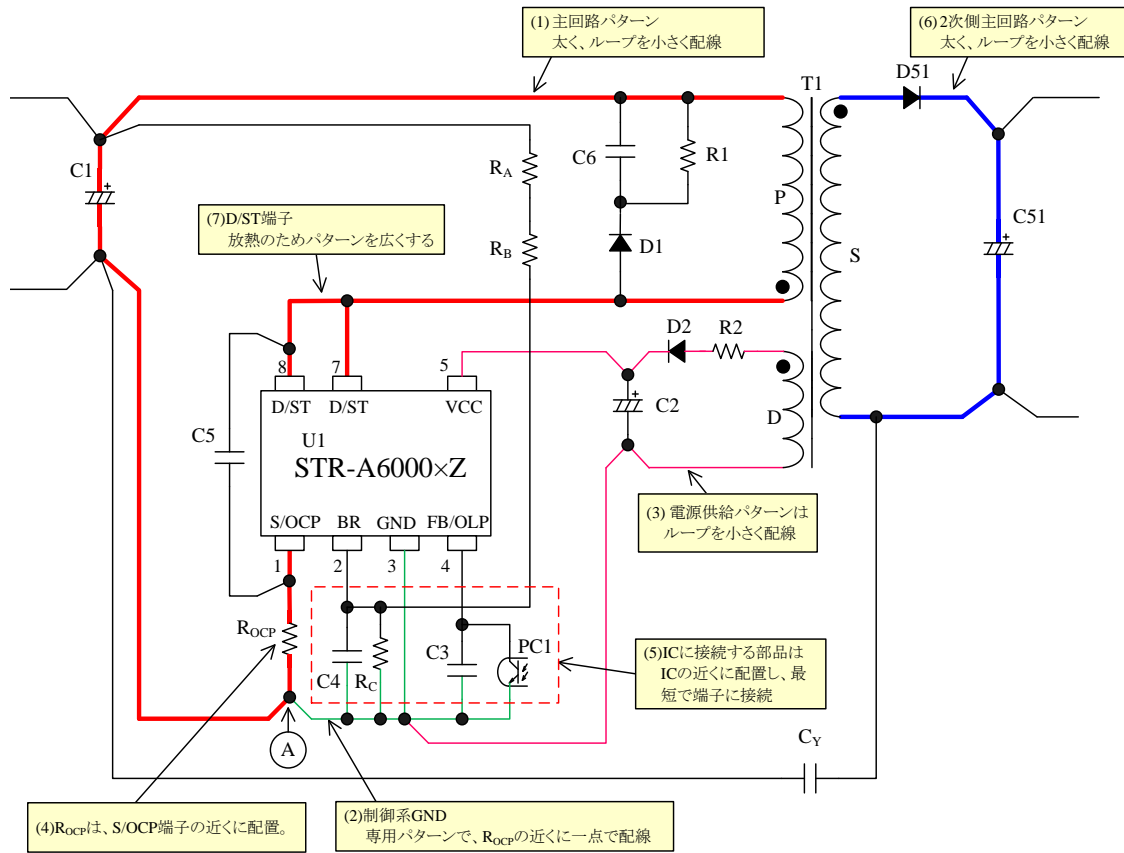 (1) 主回路パターン
太く、ループを小さく配線
(6) 2次側主回路パターン
太く、ループを小さく配線
D51
T1
C1
RA
C6
R1
P
C51
(7)D/ST端子
放熱のためパターンを広くする
RB
D1
S
D2
R2
8
7
5
D/ST
D/ST
VCC
C2
D
C5
U1
STR-A6000×Z
(3) 電源供給パターンは
ループを小さく配線
S/OCP
BR
GND
FB/OLP
1
2
3
4
ROCP
C4
RC
C3
PC1
(5)ICに接続する部品は
ICの近くに配置し、最
短で端子に接続
A
CY
(4)ROCPは、S/OCP端子の近くに配置。
(2)制御系GND
専用パターンで、ROCPの近くに一点で配線